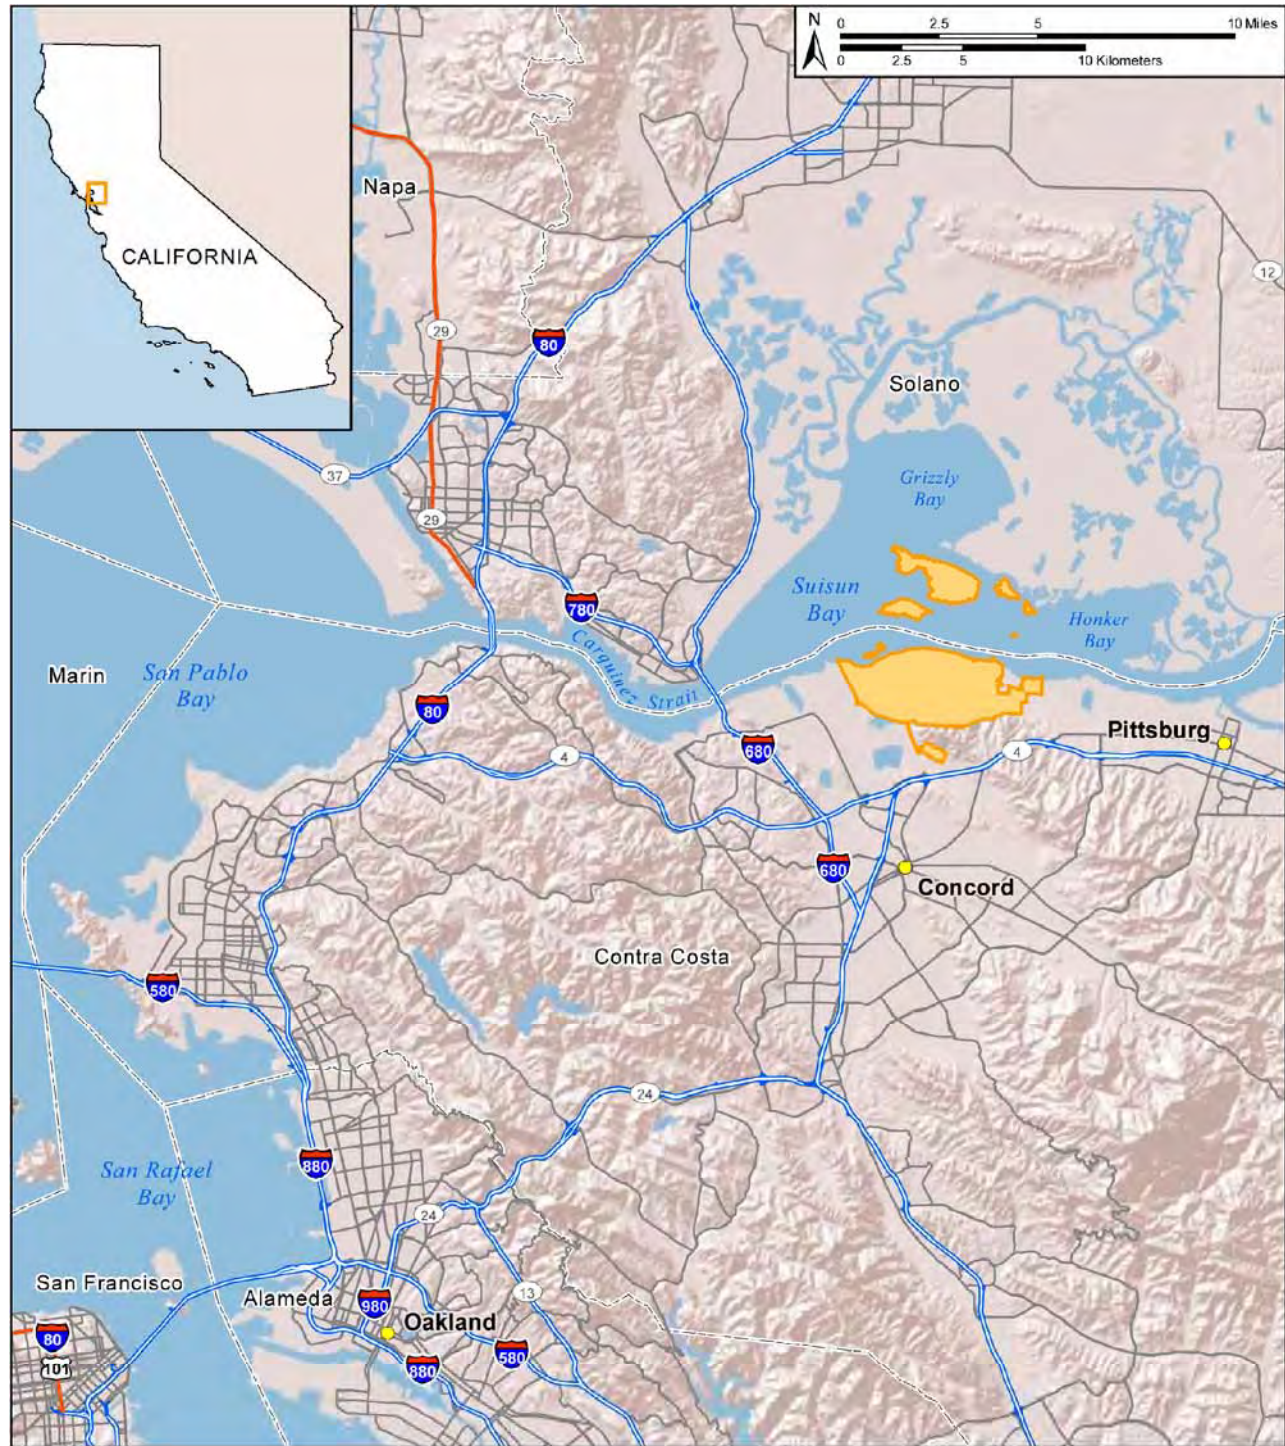 N
0 2.5 5 10 Miles
0 2.5 5 10 Kilometers
CALIFORNIA
Napa
12
29
80
Solano
37
Grizzly
Bay
29
Suisun
Bay
780
Honker
Bay
Carquinez Strait
Marin
San Pablo
Bay
80
Pittsburg
680
4
4
680
Concord
Contra Costa
580
24
880
San Rafael
Bay
24
San Francisco
Alameda
980
13
Oakland
80
101
580
880